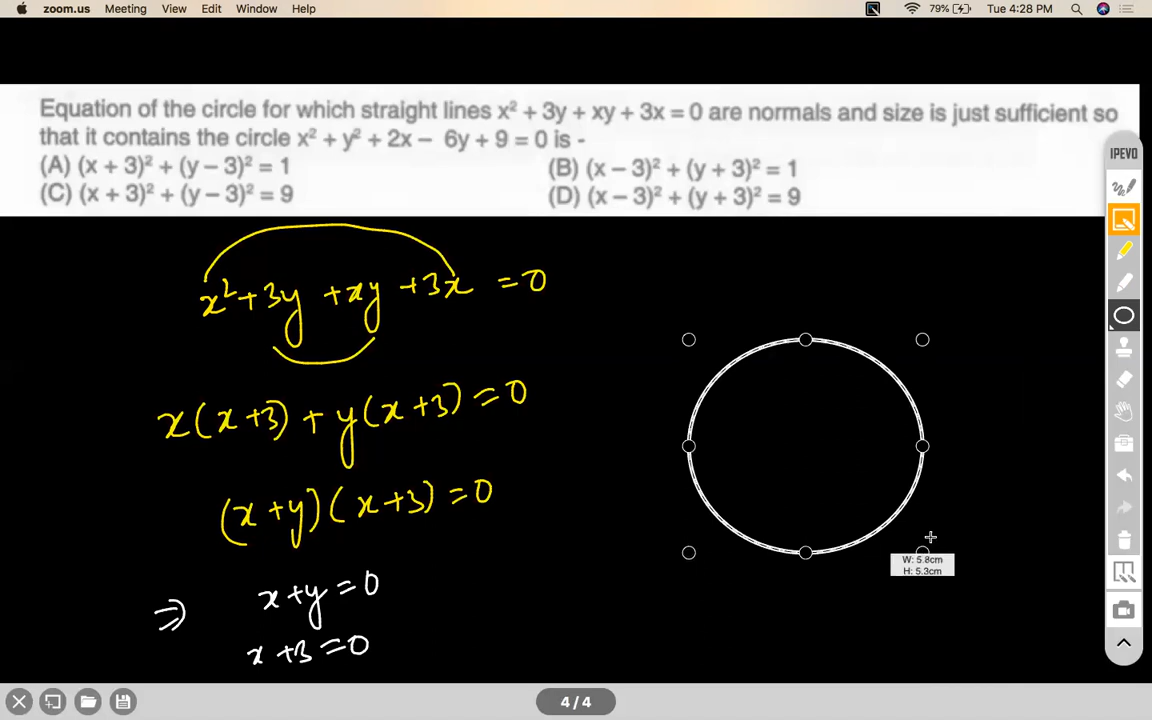 zoom.us Meeting View Edit Window Help 79% Tue 4:28 PM
Equation of the circle for which straight lines x² + 3y + xy + 3x = 0 are normals and size is just sufficient so
that it contains the circle x² + y² + 2x – 6y + 9 = 0 is -
(A) (x + 3)² + (y – 3)² = 1 (B) (x – 3)² + (y + 3)² = 1
(C) (x + 3)² + (y – 3)² = 9 (D) (x – 3)² + (y + 3)² = 9
IPEVO
x² + 3y + xy + 3x = 0
x(x+3) + y(x+3) = 0
(x+y)(x+3) = 0
⇒ x+y = 0
x+3 = 0
W: 5.8cm
H: 5.3cm
4 / 4